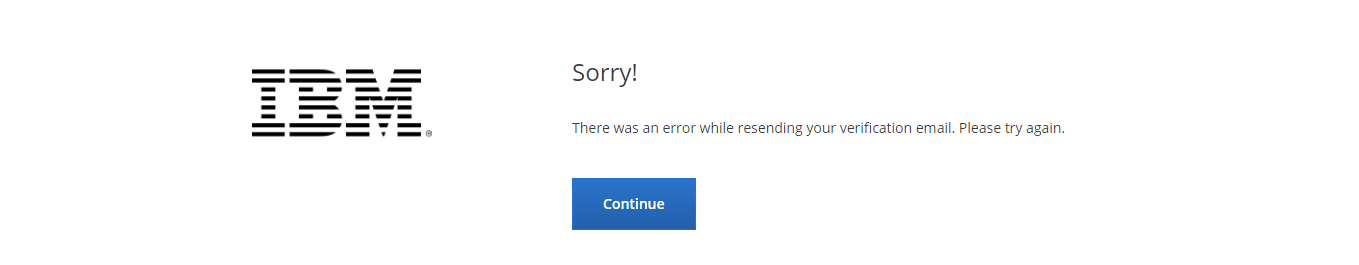 IBM®
Sorry!
There was an error while resending your verification email. Please try again.
Continue